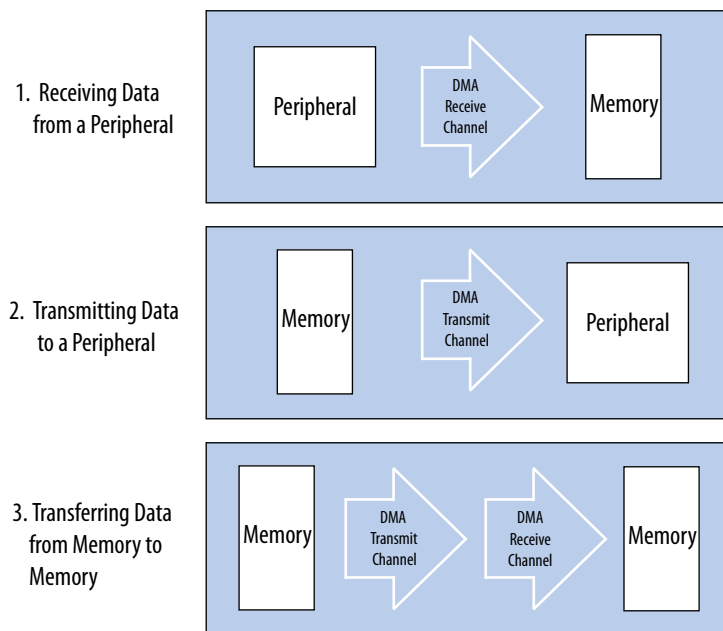 1. Receiving Data
from a Peripheral
Peripheral
DMA
Receive
Channel
Memory
2. Transmitting Data
to a Peripheral
Memory
DMA
Transmit
Channel
Peripheral
3. Transferring Data
from Memory to
Memory
Memory
DMA
Transmit
Channel
DMA
Receive
Channel
Memory